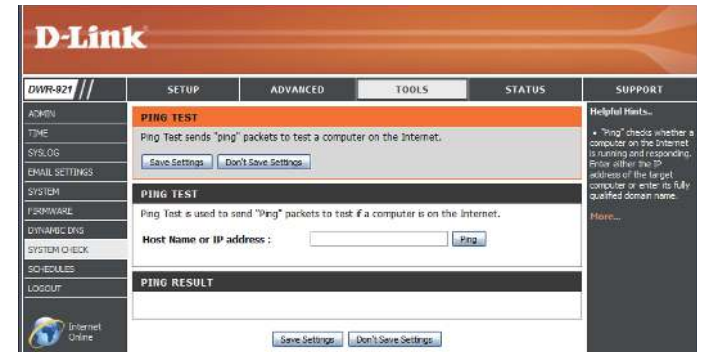 D-Link
DWR-921 // SETUP ADVANCED TOOLS STATUS SUPPORT
ADMIN
TIME
SYSLOG
EMAIL SETTINGS
SYSTEM
FIRMWARE
DYNAMIC DNS
SYSTEM CHECK
SCHEDULES
LOGOUT
Internet
Online
PING TEST
Ping Test sends "ping" packets to test a computer on the Internet.
Save Settings Don't Save Settings
PING TEST
Ping Test is used to send "Ping" packets to test if a computer is on the Internet.
Host Name or IP address : Ping
PING RESULT
Save Settings Don't Save Settings
Helpful Hints..
• "Ping" checks whether a
computer on the Internet
is running and responding.
Enter either the IP
address of the target
computer or enter its fully
qualified domain name.
More...